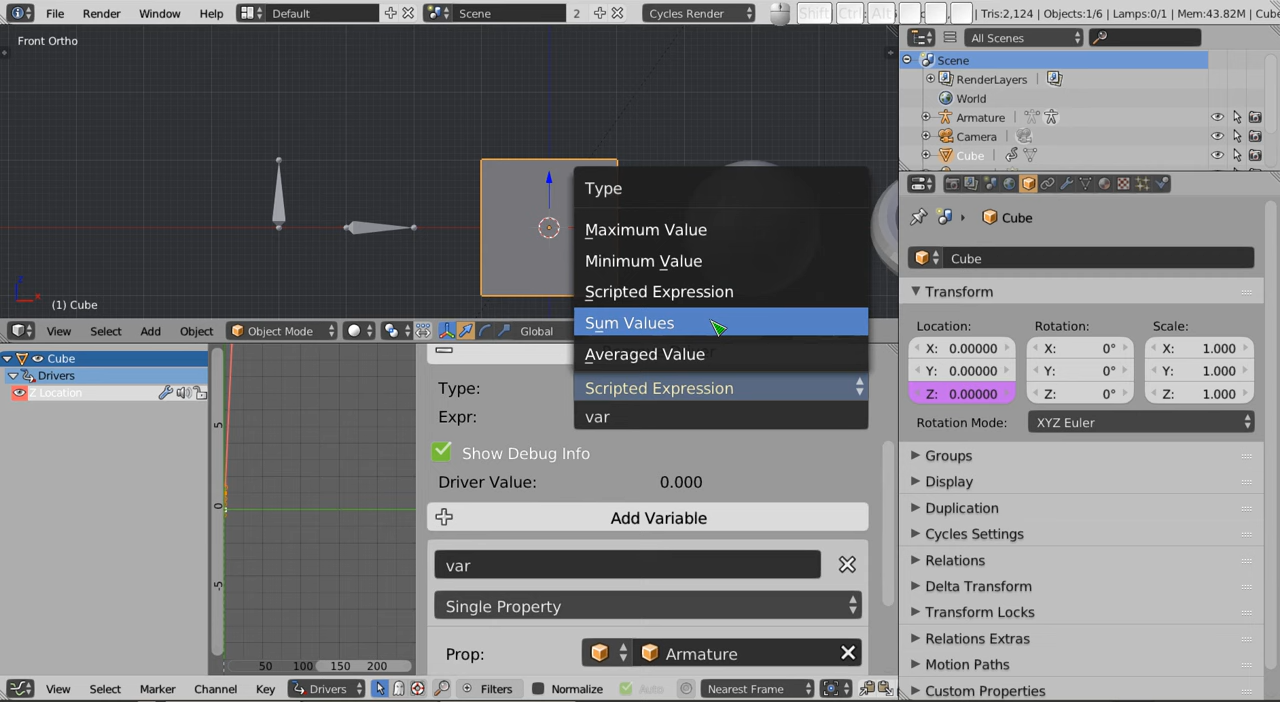 File Render Window Help Default Scene 2 Cycles Render Shift Ctrl Alt | Tris:2,124 | Objects:1/6 | Lamps:0/1 | Mem:43.82M | Cube
Front Ortho
(1) Cube
View Select Add Object Object Mode Global
Type
Maximum Value
Minimum Value
Scripted Expression
Sum Values
Averaged Value
Cube
Drivers
Z Location
5
0
-5
50 100 150 200
Type: Scripted Expression
Expr: var
Show Debug Info
Driver Value: 0.000
Add Variable
var
Single Property
Prop: Armature
View Select Marker Channel Key Drivers Filters Normalize Auto Nearest Frame
All Scenes
Scene
RenderLayers |
World
Armature |
Camera |
Cube |
Cube
Cube
Transform
Location: Rotation: Scale:
X: 0.00000 X: 0° X: 1.000
Y: 0.00000 Y: 0° Y: 1.000
Z: 0.00000 Z: 0° Z: 1.000
Rotation Mode: XYZ Euler
Groups
Display
Duplication
Cycles Settings
Relations
Delta Transform
Transform Locks
Relations Extras
Motion Paths
Custom Properties